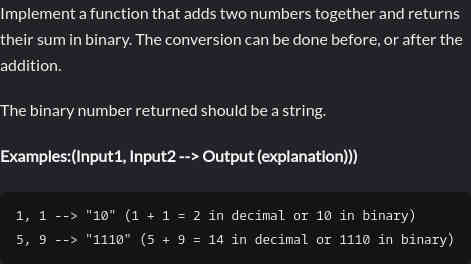 Implement a function that adds two numbers together and returns
their sum in binary. The conversion can be done before, or after the
addition.
The binary number returned should be a string.
Examples:(Input1, Input2 --> Output (explanation)))
1, 1 --> "10" (1 + 1 = 2 in decimal or 10 in binary)
5, 9 --> "1110" (5 + 9 = 14 in decimal or 1110 in binary)